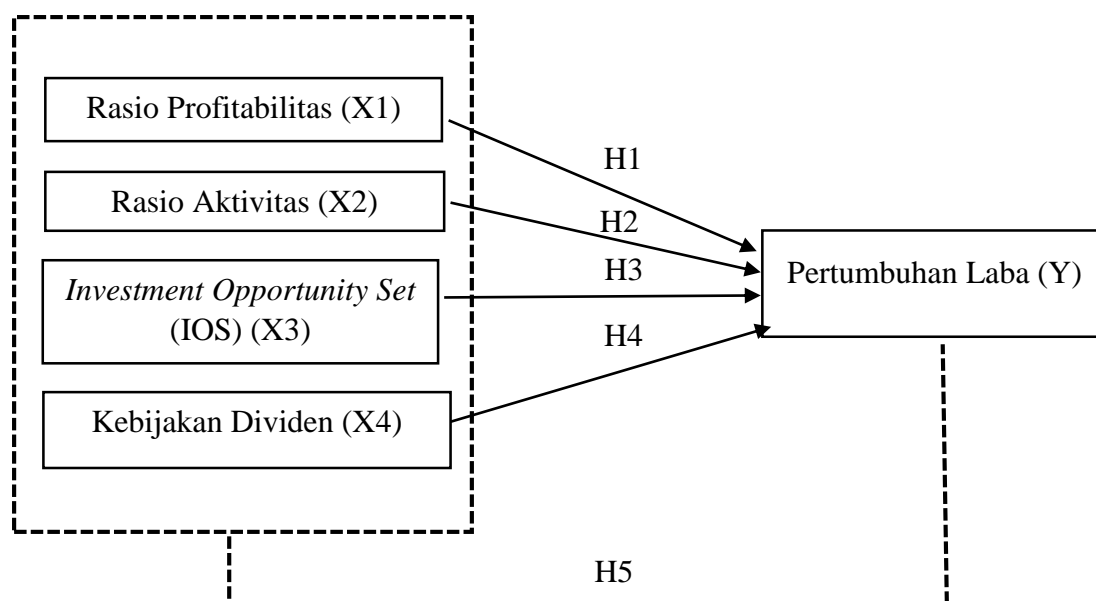 Rasio Profitabilitas (X1)
H1
Rasio Aktivitas (X2)
H2
Investment Opportunity Set
(IOS) (X3)
H3
Pertumbuhan Laba (Y)
H4
Kebijakan Dividen (X4)
H5